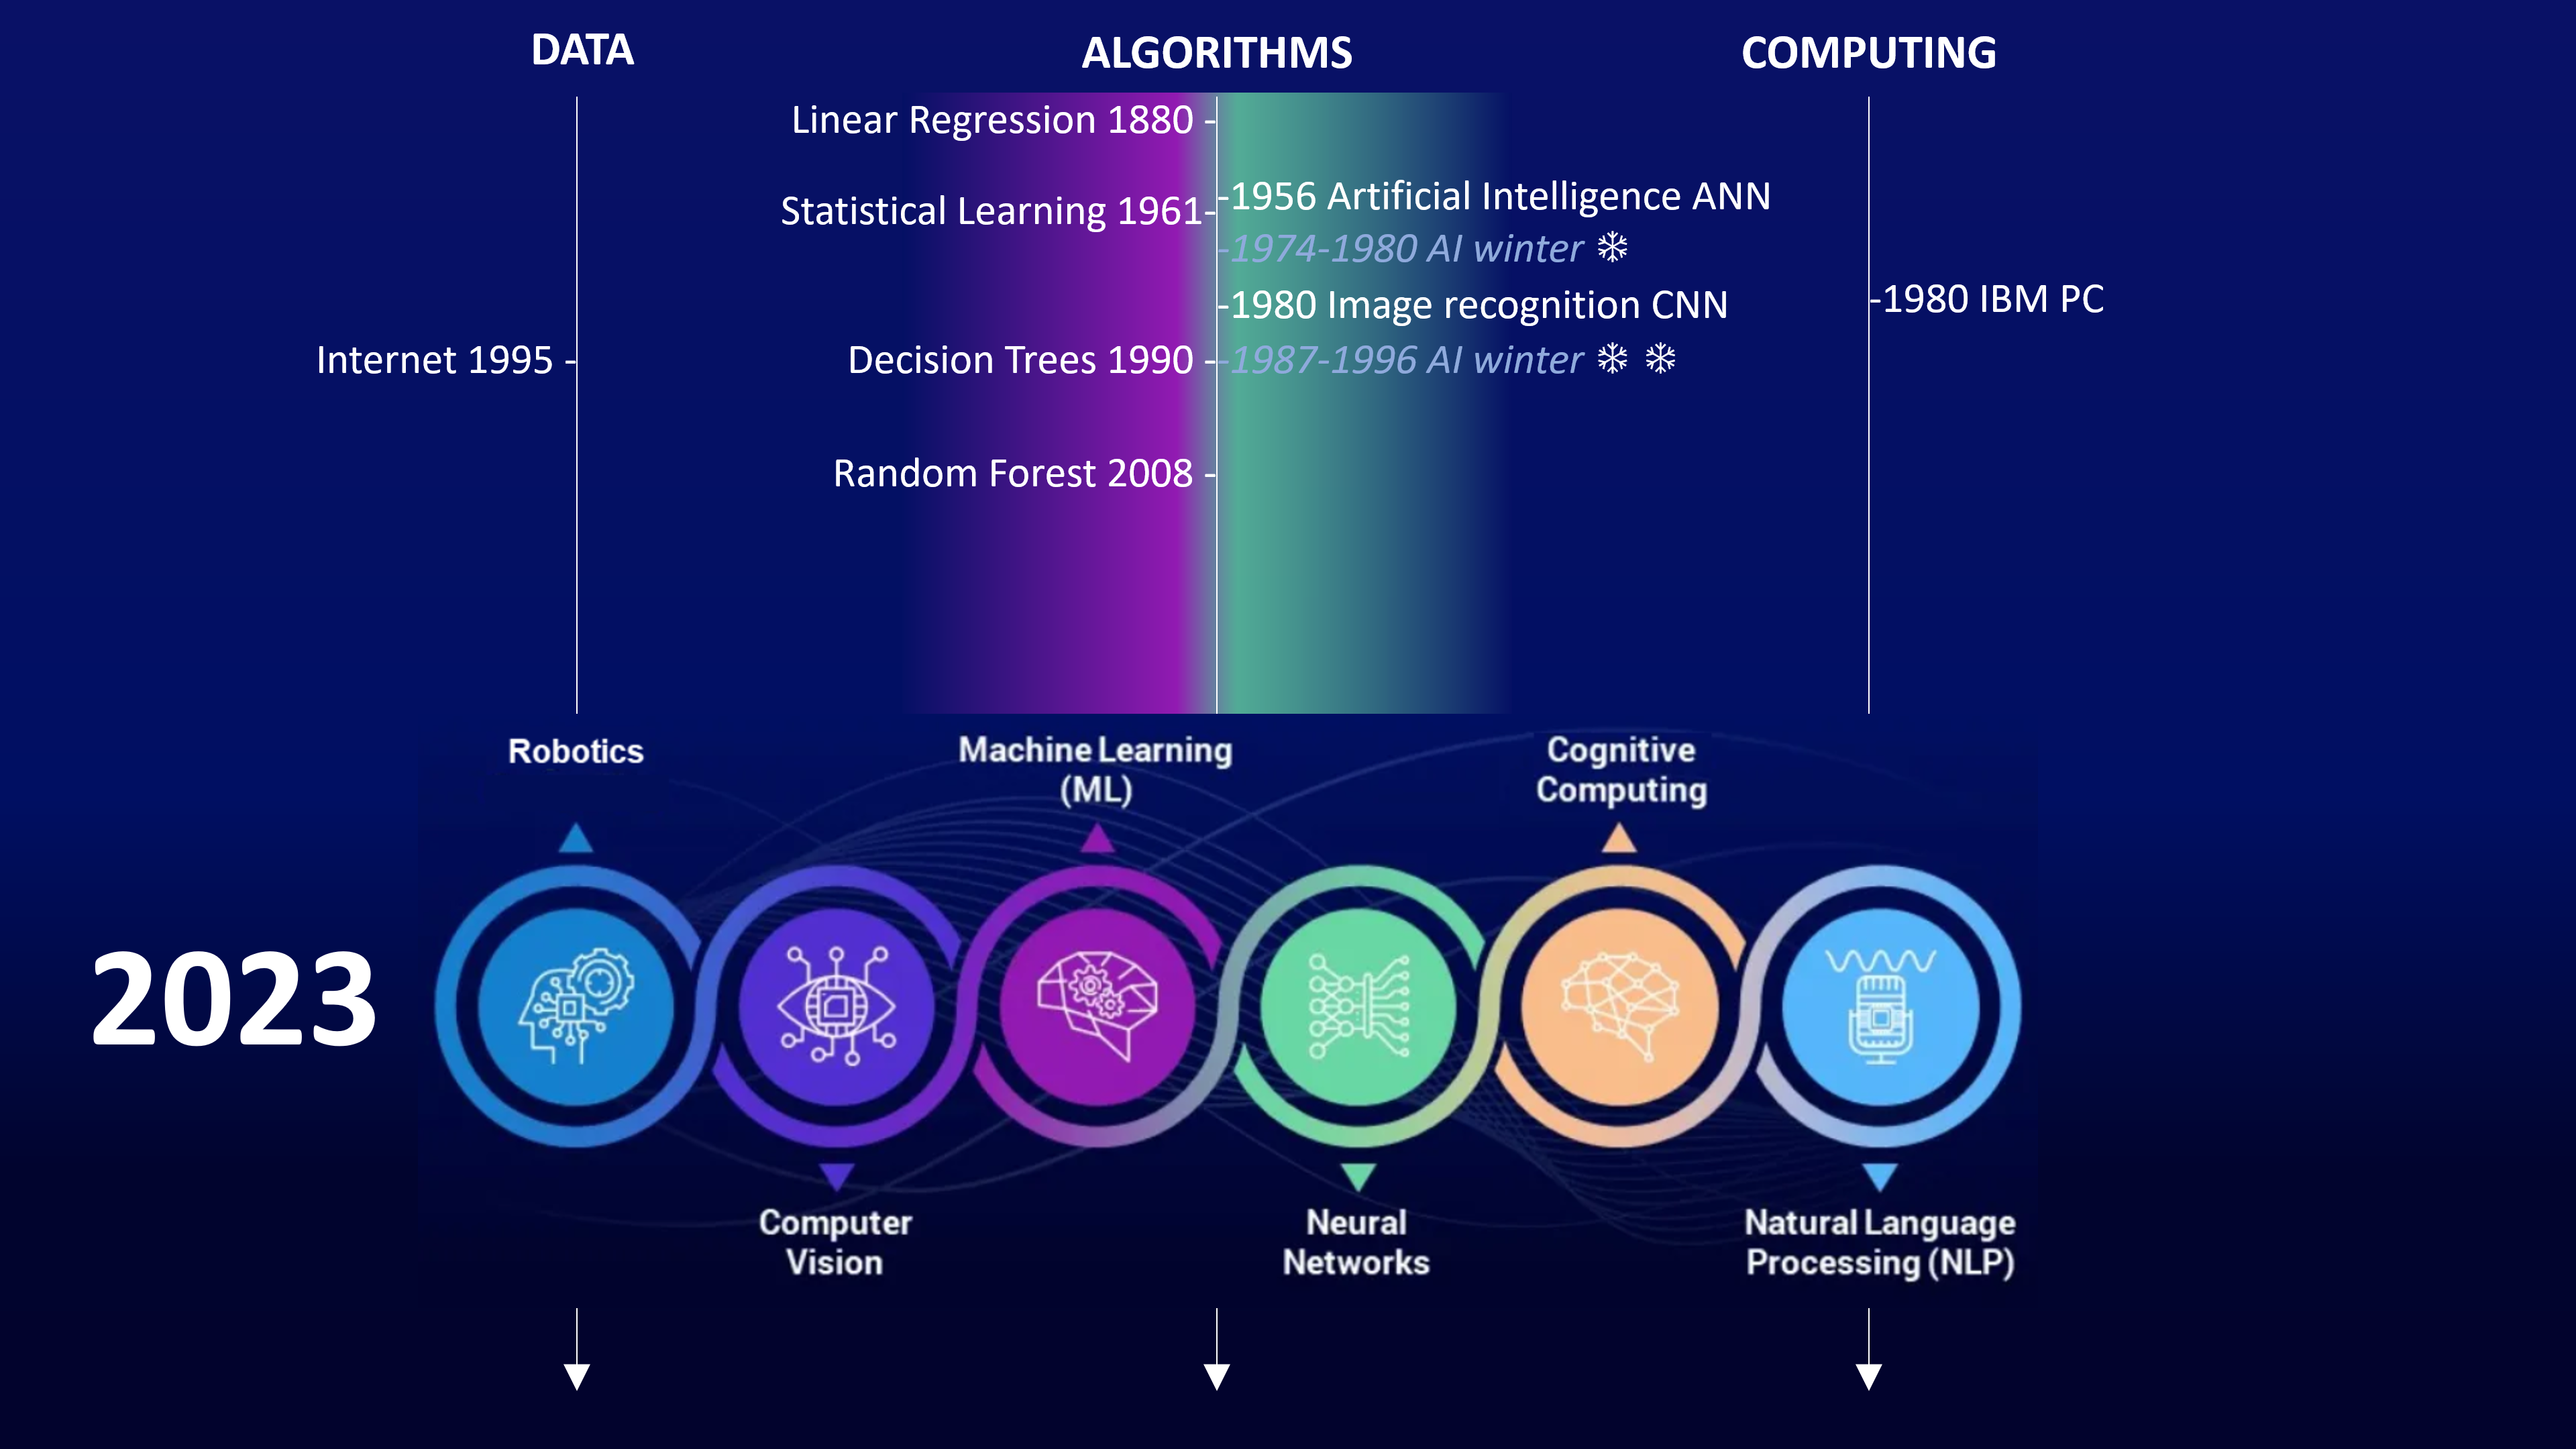 DATA
ALGORITHMS
COMPUTING
Linear Regression 1880 -
-1956 Artificial Intelligence ANN
Statistical Learning 1961-
-1974-1980 AI winter ❄
-1980 Image recognition CNN
-1980 IBM PC
Internet 1995 -
Decision Trees 1990 -
-1987-1996 AI winter ❄ ❄
Random Forest 2008 -
Robotics
Machine Learning
(ML)
Cognitive
Computing
2023
Computer
Vision
Neural
Networks
Natural Language
Processing (NLP)